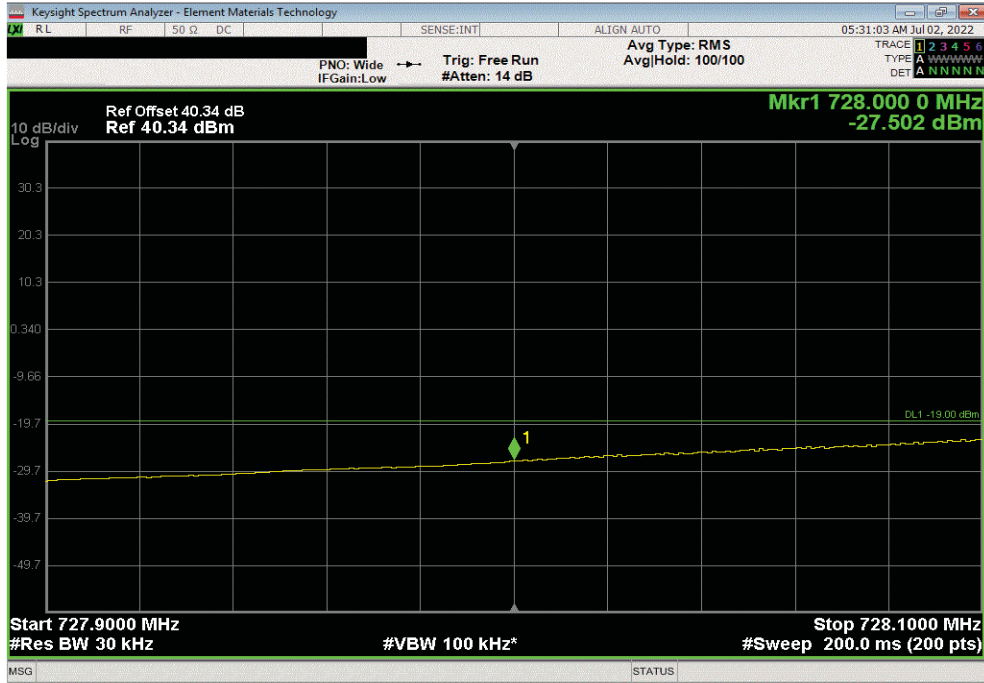 Keysight Spectrum Analyzer - Element Materials Technology
LXI RL RF 50 Ω DC SENSE:INT ALIGN AUTO 05:31:03 AM Jul 02, 2022
PNO: Wide Trig: Free Run Avg Type: RMS TRACE 1 2 3 4 5 6
IFGain:Low #Atten: 14 dB Avg|Hold: 100/100 TYPE A WWWWW
DET A N N N N N
Mkr1 728.000 0 MHz
-27.502 dBm
Ref Offset 40.34 dB
10 dB/div Ref 40.34 dBm
Log
30.3
20.3
10.3
0.340
-9.66
DL1 -19.00 dBm
-19.7
1
-29.7
-39.7
-49.7
Start 727.9000 MHz Stop 728.1000 MHz
#Res BW 30 kHz #VBW 100 kHz* #Sweep 200.0 ms (200 pts)
MSG STATUS